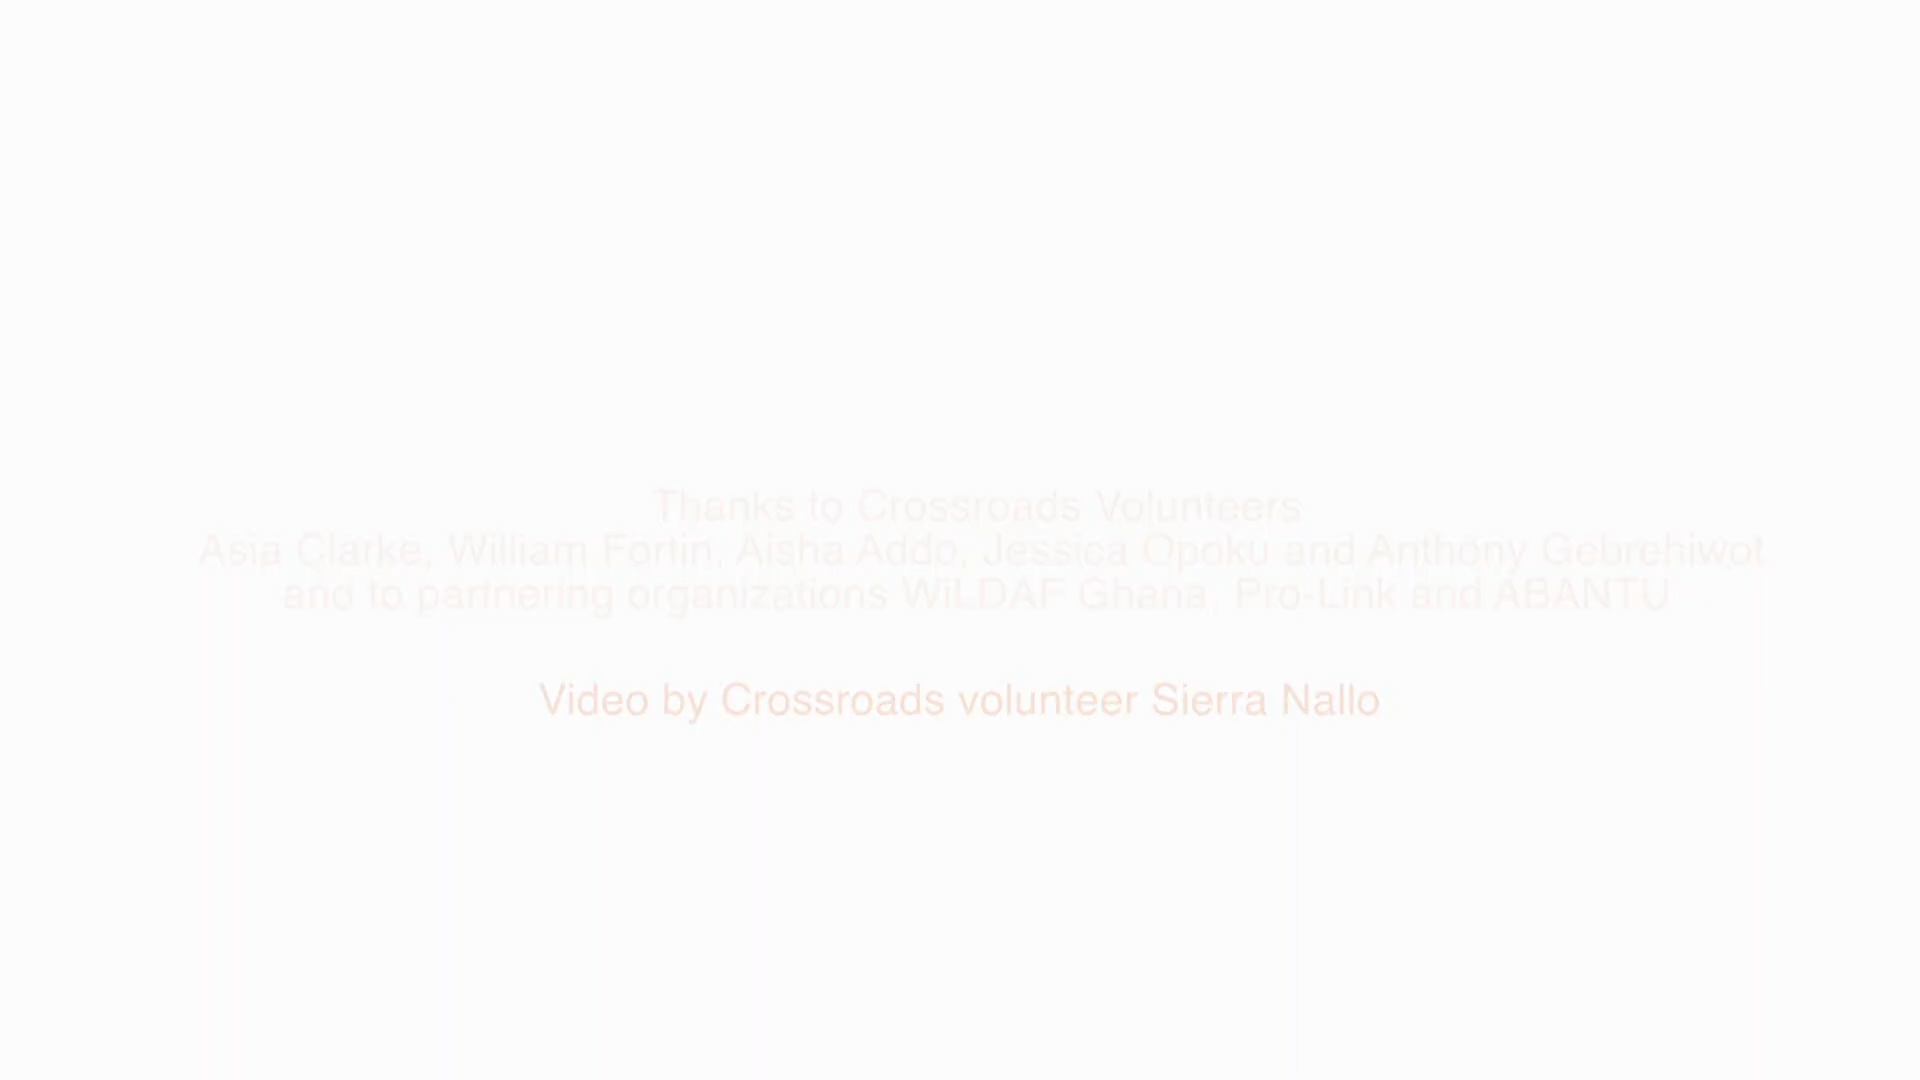 Thanks to Crossroads Volunteers
Asia Clarke, William Fortin, Aisha Addo, Jessica Opoku and Anthony Gebrehiwot
and to partnering organizations WiLDAF Ghana, Pro-Link and ABANTU
Video by Crossroads volunteer Sierra Nallo